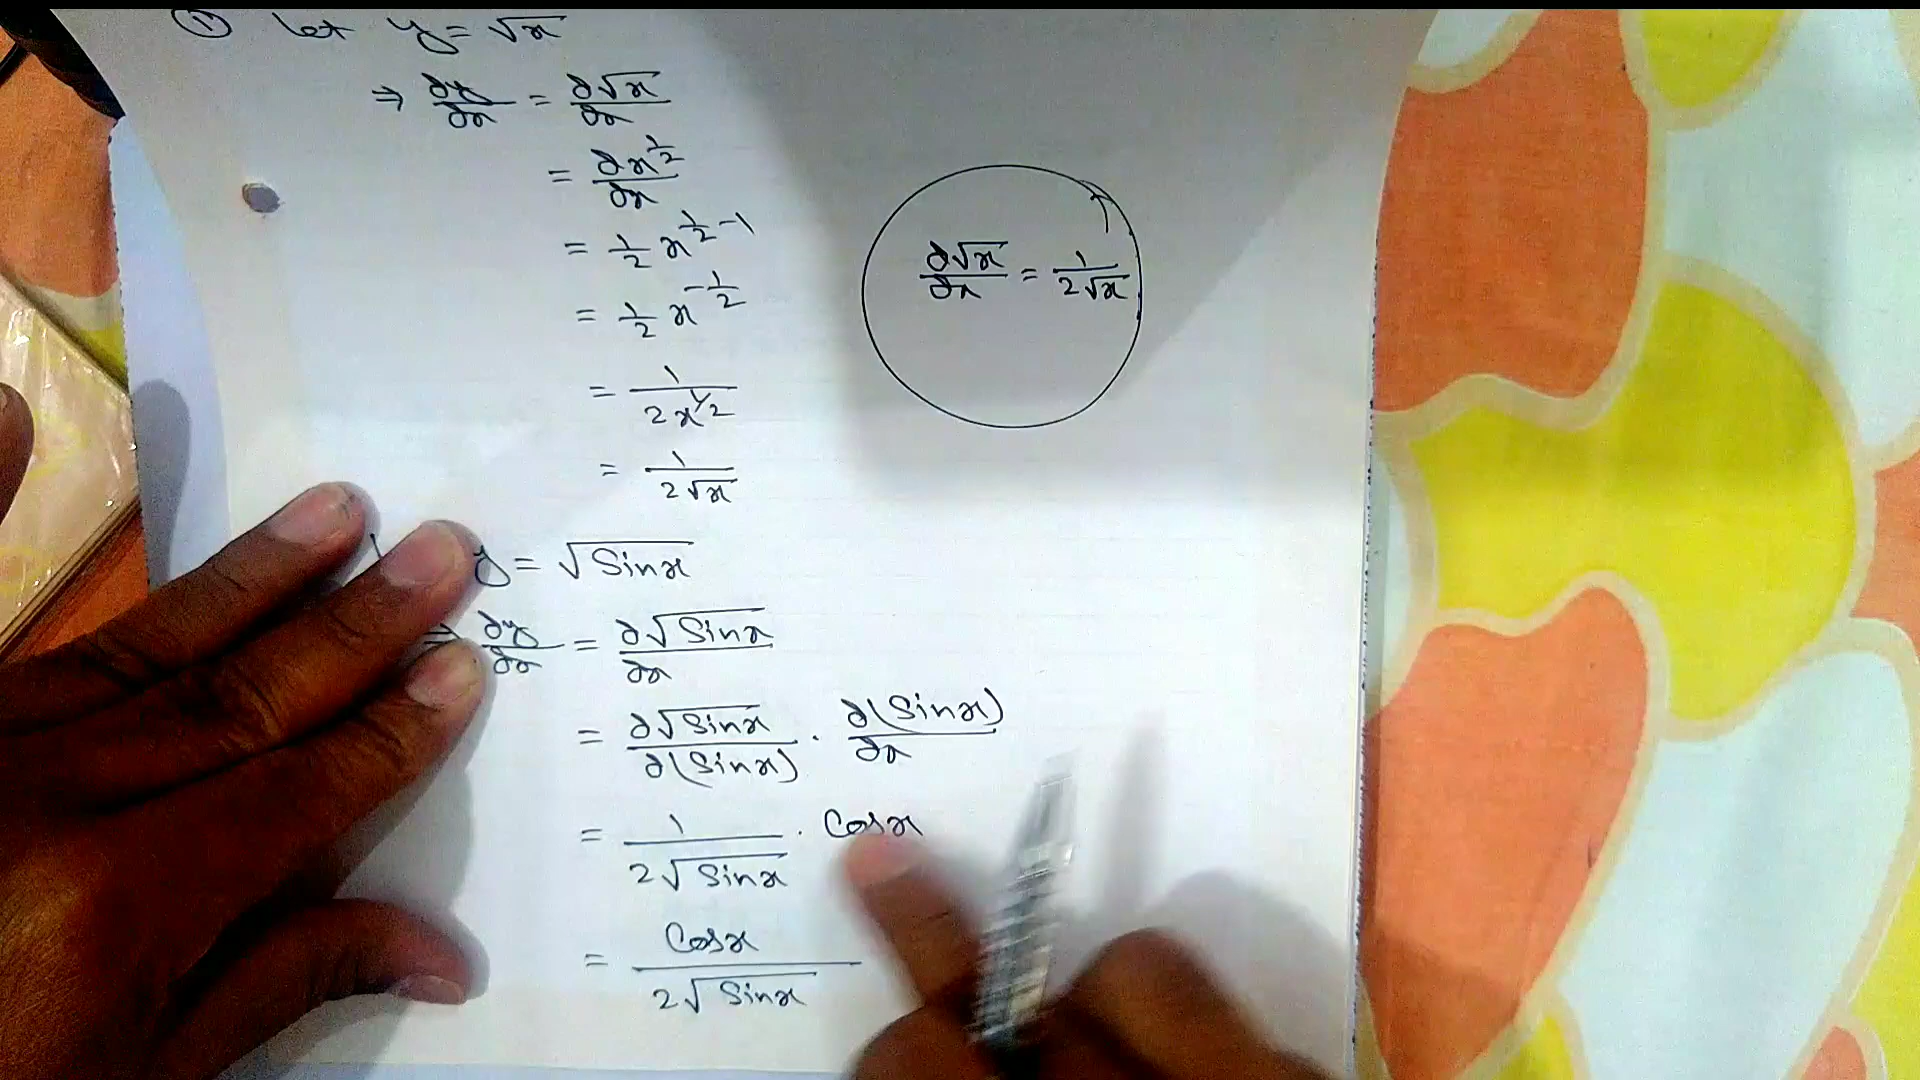 ① Let y = √x
⇒ ∂y/∂x = ∂√x/∂x
= ∂x^(1/2)/∂x
= 1/2 x^(1/2 - 1)
= 1/2 x^(-1/2)
= 1/(2x^(1/2))
= 1/(2√x)
∂√x/∂x = 1/(2√x)
y = √Sinx
⇒ ∂y/∂x = ∂√Sinx/∂x
= ∂√Sinx/∂(Sinx) · ∂(Sinx)/∂x
= 1/(2√Sinx) · Cosx
= Cosx/(2√Sinx)